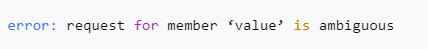 error: request for member ‘value’ is ambiguous